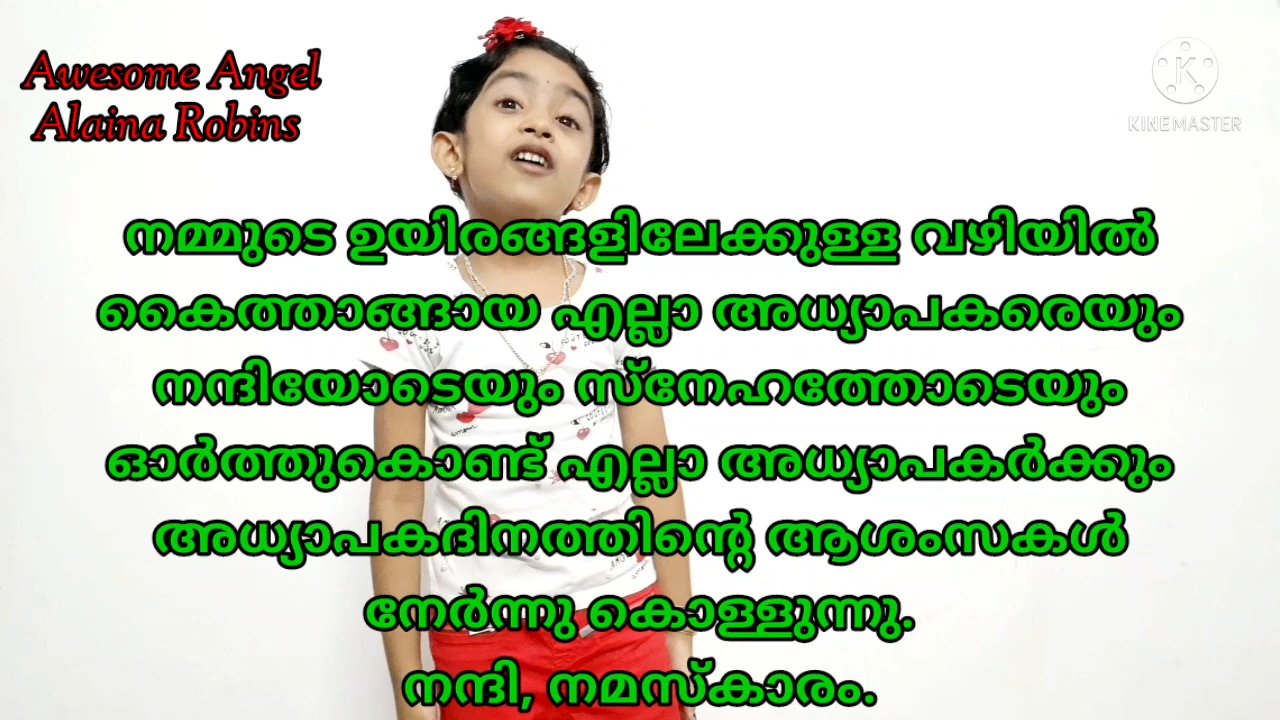 Awesome Angel
Alaina Robins
KINEMASTER
നമ്മുടെ ഉയിരങ്ങളിലേക്കുള്ള വഴിയിൽ
കൈത്താങ്ങായ എല്ലാ അധ്യാപകരെയും
നന്ദിയോടെയും സ്നേഹത്തോടെയും
ഓർത്തുകൊണ്ട് എല്ലാ അധ്യാപകർക്കും
അധ്യാപകദിനത്തിന്റെ ആശംസകൾ
നേർന്നു കൊള്ളുന്നു.
നന്ദി, നമസ്കാരം.